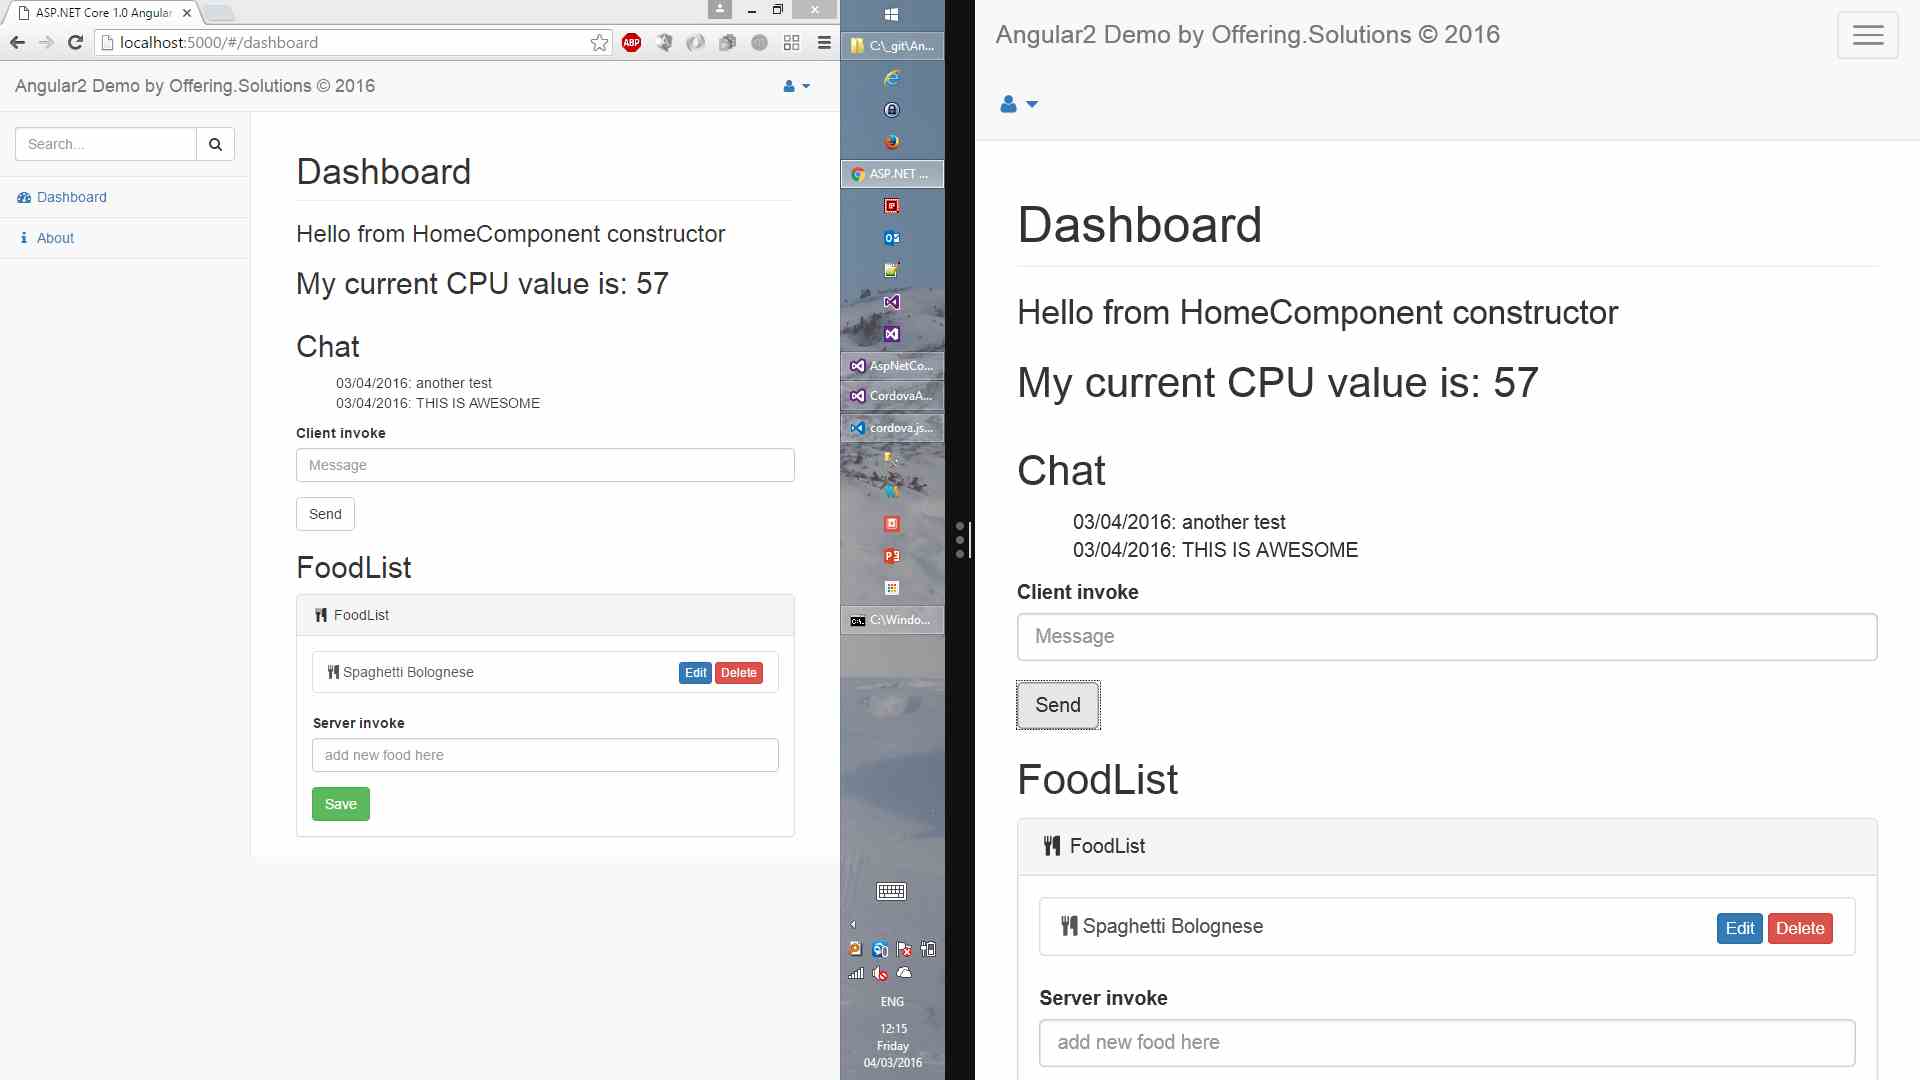 ASP.NET Core 1.0 Angular
localhost:5000/#/dashboard
ABP
Angular2 Demo by Offering.Solutions © 2016
Search...
Dashboard
About
Dashboard
Hello from HomeComponent constructor
My current CPU value is: 57
Chat
03/04/2016: another test
03/04/2016: THIS IS AWESOME
Client invoke
Message
Send
FoodList
FoodList
Spaghetti Bolognese Edit Delete
Server invoke
add new food here
Save
C:\_git\An...
ASP.NET ...
AspNetCo...
CordovaA...
cordova.js...
C:\Windo...
ENG
12:15
Friday
04/03/2016
Angular2 Demo by Offering.Solutions © 2016
Dashboard
Hello from HomeComponent constructor
My current CPU value is: 57
Chat
03/04/2016: another test
03/04/2016: THIS IS AWESOME
Client invoke
Message
Send
FoodList
FoodList
Spaghetti Bolognese Edit Delete
Server invoke
add new food here